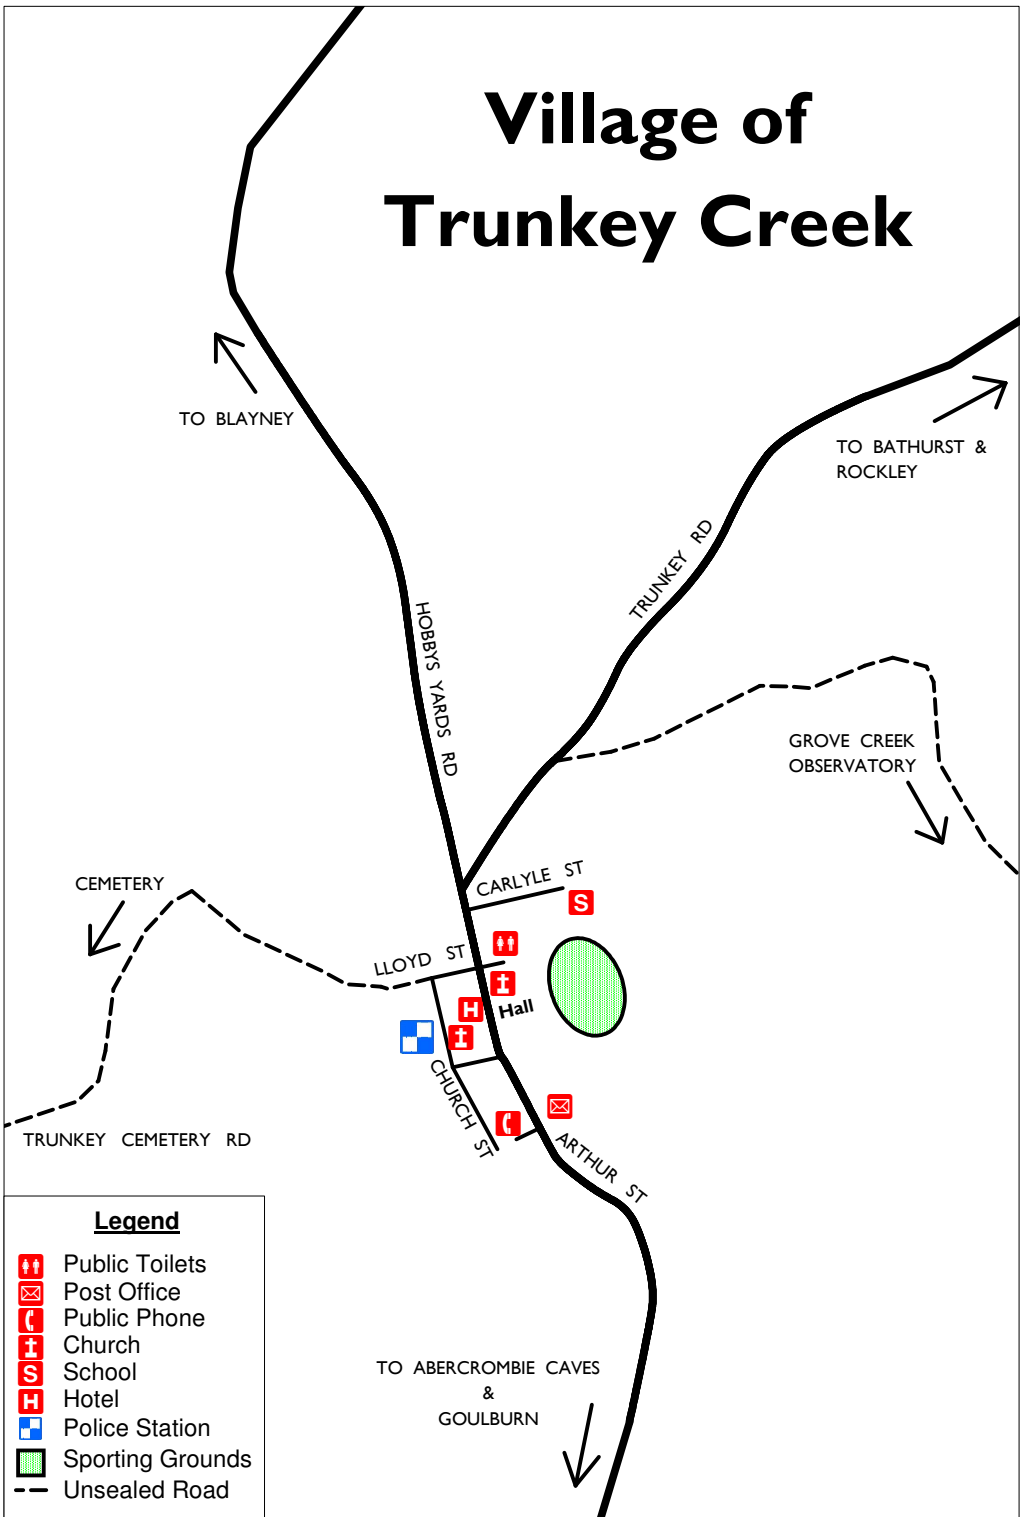 Village of
Trunkey Creek
TO BLAYNEY
TO BATHURST &
ROCKLEY
TRUNKEY RD
HOBBYS YARDS RD
GROVE CREEK
OBSERVATORY
CARLYLE ST
S
CEMETERY
LLOYD ST
H
Hall
CHURCH ST
TRUNKEY CEMETERY RD
ARTHUR ST
TO ABERCROMBIE CAVES
&
GOULBURN
Legend
Public Toilets
Post Office
Public Phone
Church
S School
H Hotel
Police Station
Sporting Grounds
Unsealed Road